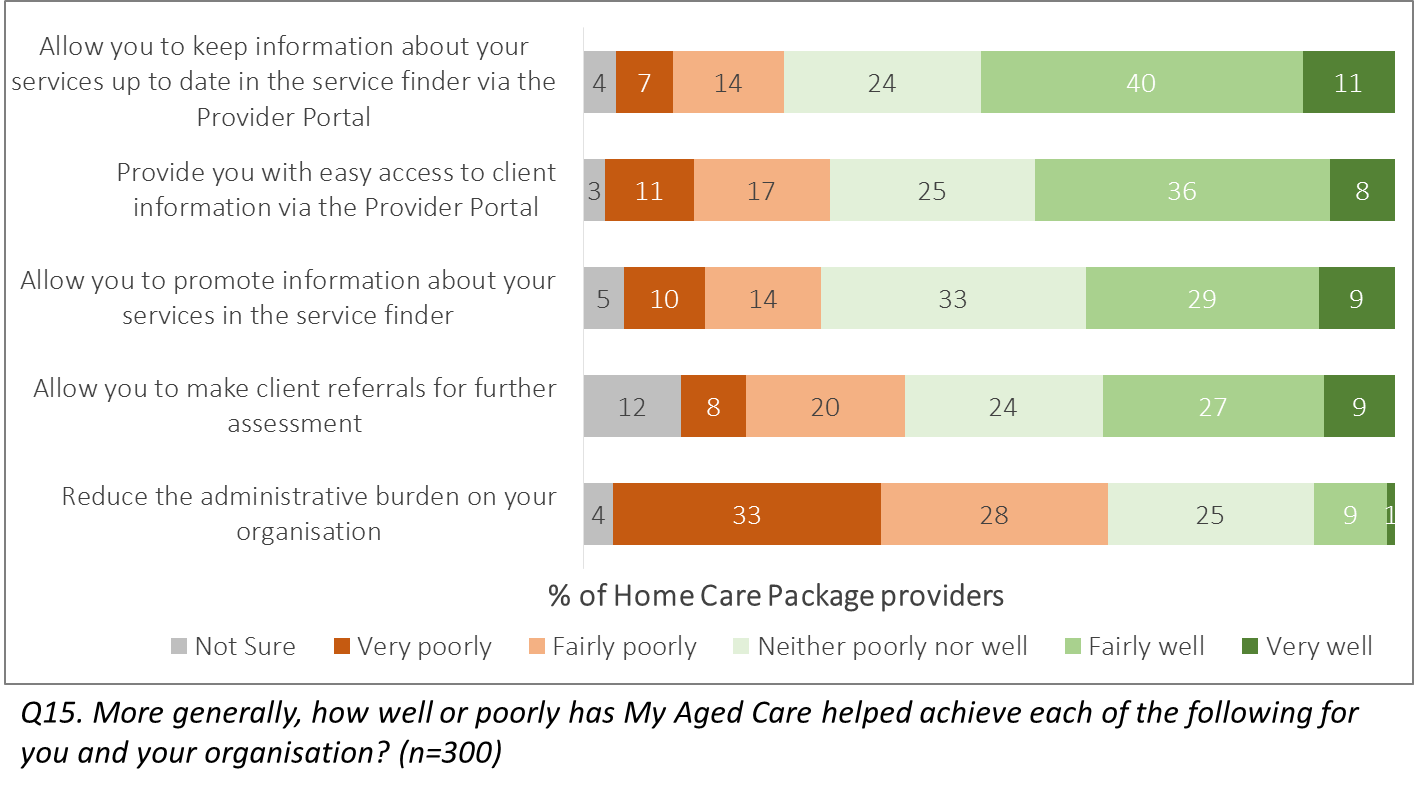 Allow you to keep information about your
services up to date in the service finder via the
Provider Portal
4 7 14 24 40 11
Provide you with easy access to client
information via the Provider Portal
3 11 17 25 36 8
Allow you to promote information about your
services in the service finder
5 10 14 33 29 9
Allow you to make client referrals for further
assessment
12 8 20 24 27 9
Reduce the administrative burden on your
organisation
4 33 28 25 9 1
% of Home Care Package providers
Not Sure Very poorly Fairly poorly Neither poorly nor well Fairly well Very well
Q15. More generally, how well or poorly has My Aged Care helped achieve each of the following for
you and your organisation? (n=300)